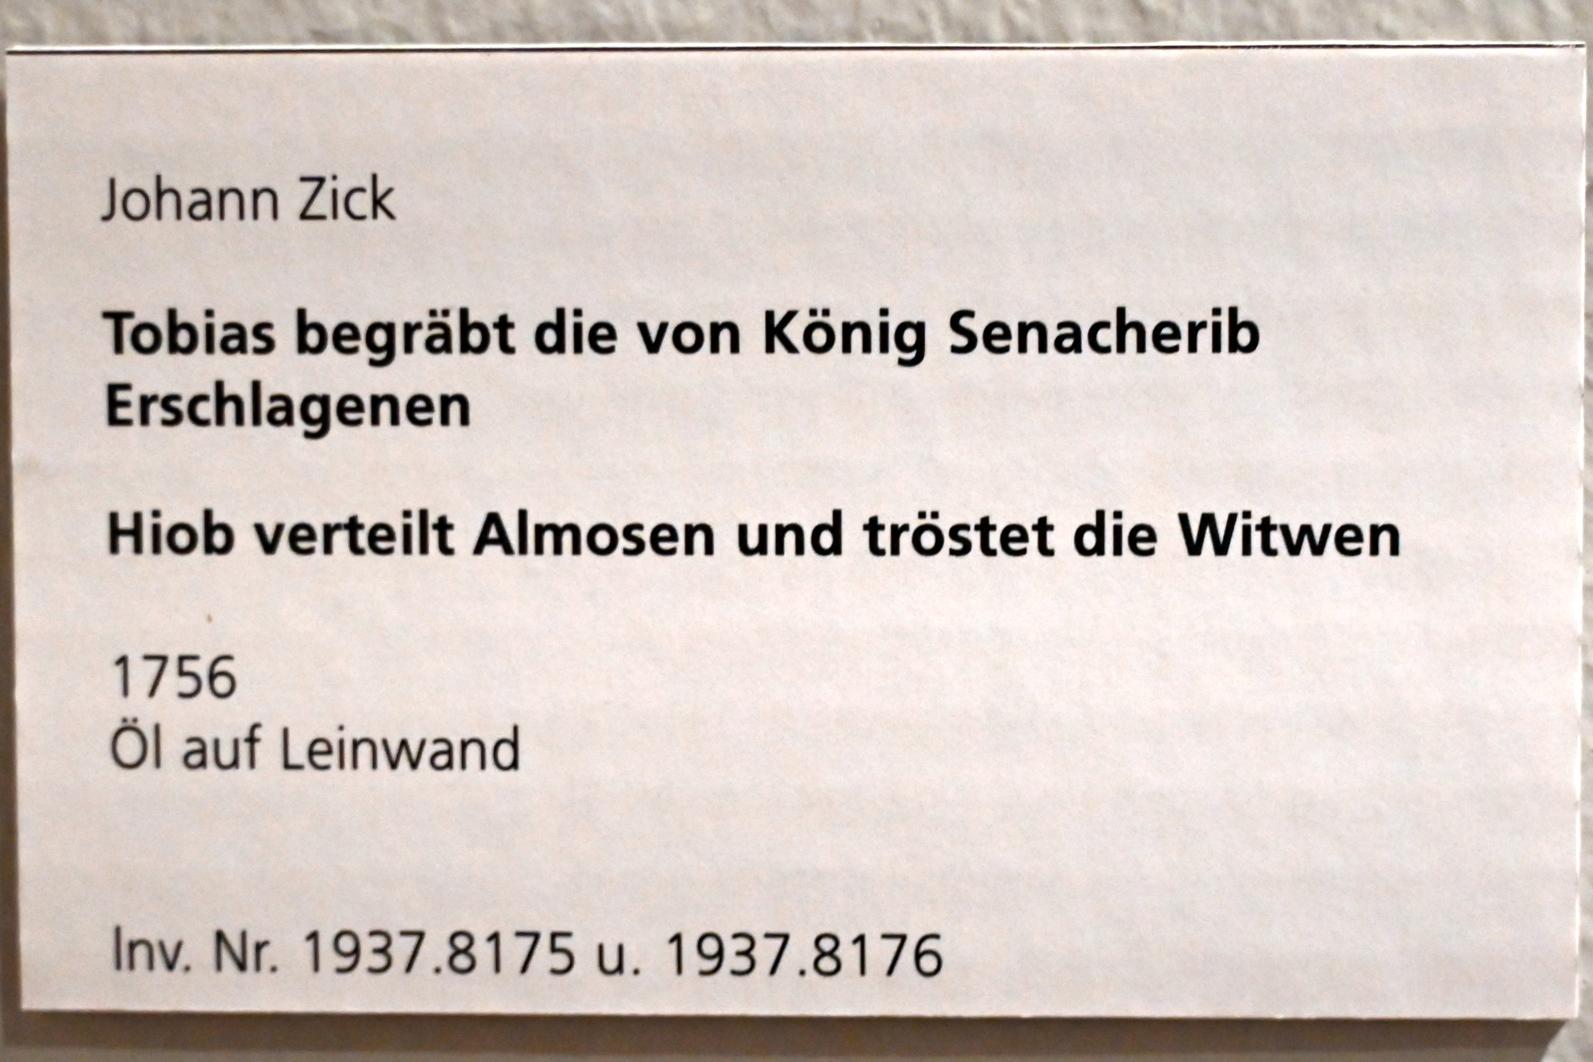 Johann Zick
Tobias begräbt die von König Senacherib
Erschlagenen
Hiob verteilt Almosen und tröstet die Witwen
1756
Öl auf Leinwand
Inv. Nr. 1937.8175 u. 1937.8176